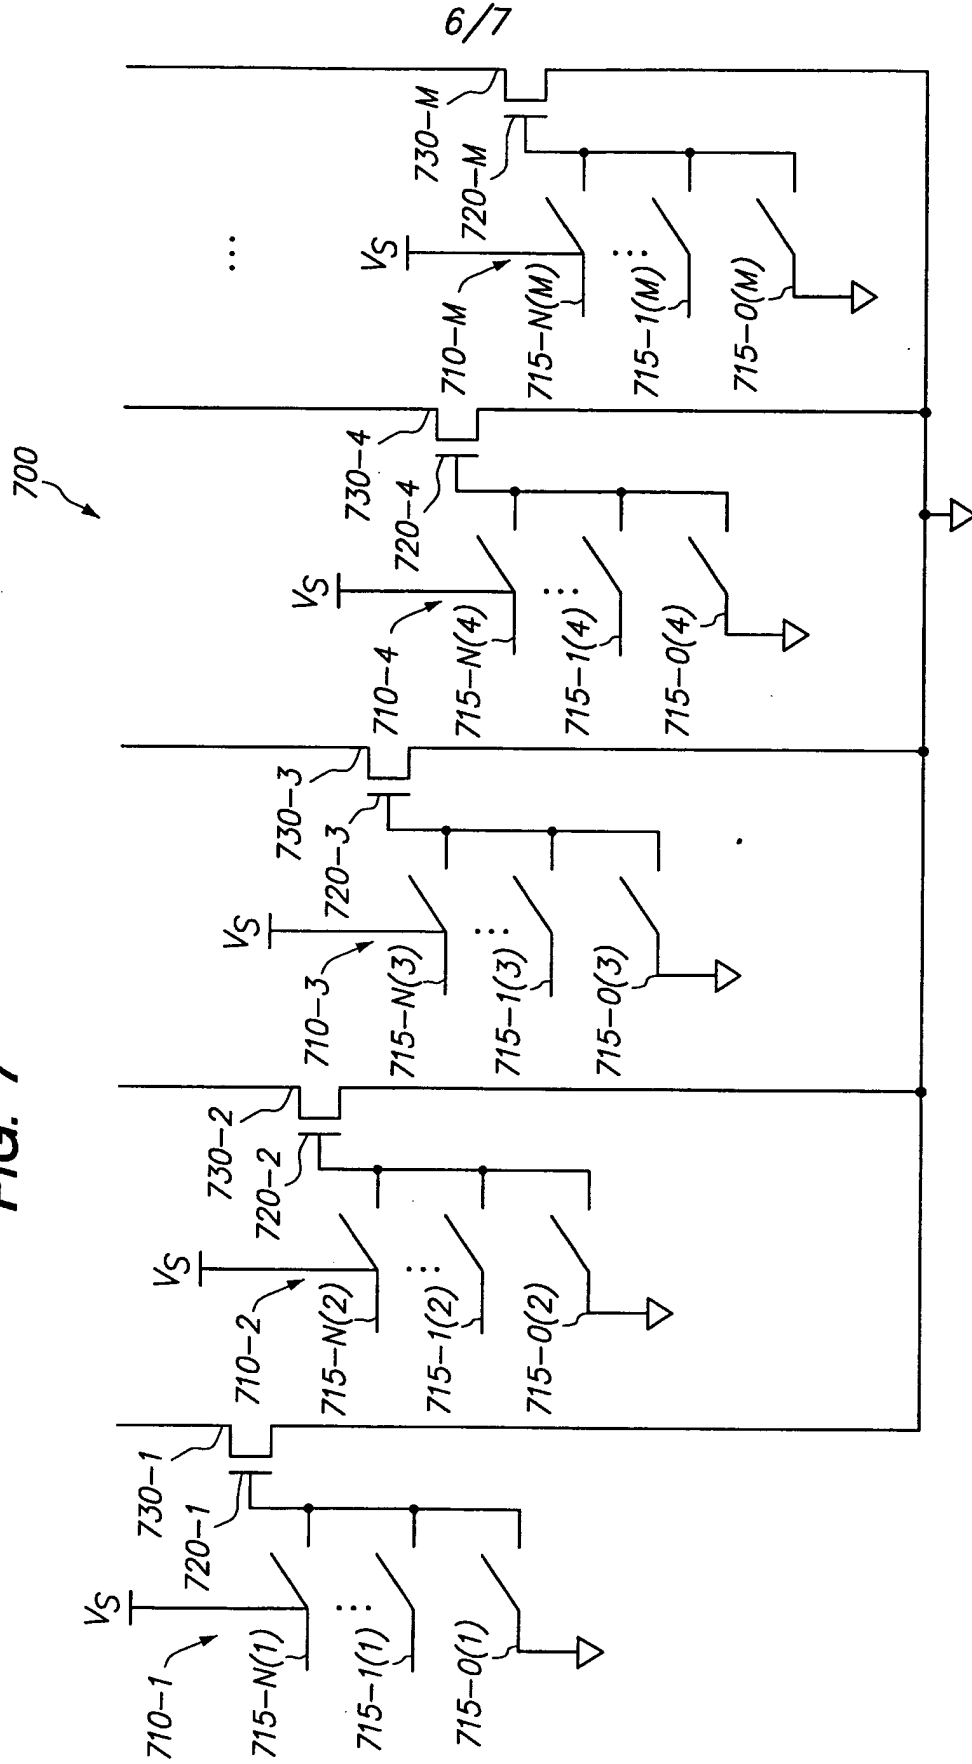 6/7
FIG. 7
700
VS
710-1
715-N(1)
715-1(1)
715-0(1)
720-1
730-1
VS
710-2
715-N(2)
715-1(2)
715-0(2)
720-2
730-2
VS
710-3
715-N(3)
715-1(3)
715-0(3)
720-3
730-3
VS
710-4
715-N(4)
715-1(4)
715-0(4)
720-4
730-4
...
VS
710-M
715-N(M)
715-1(M)
715-0(M)
720-M
730-M